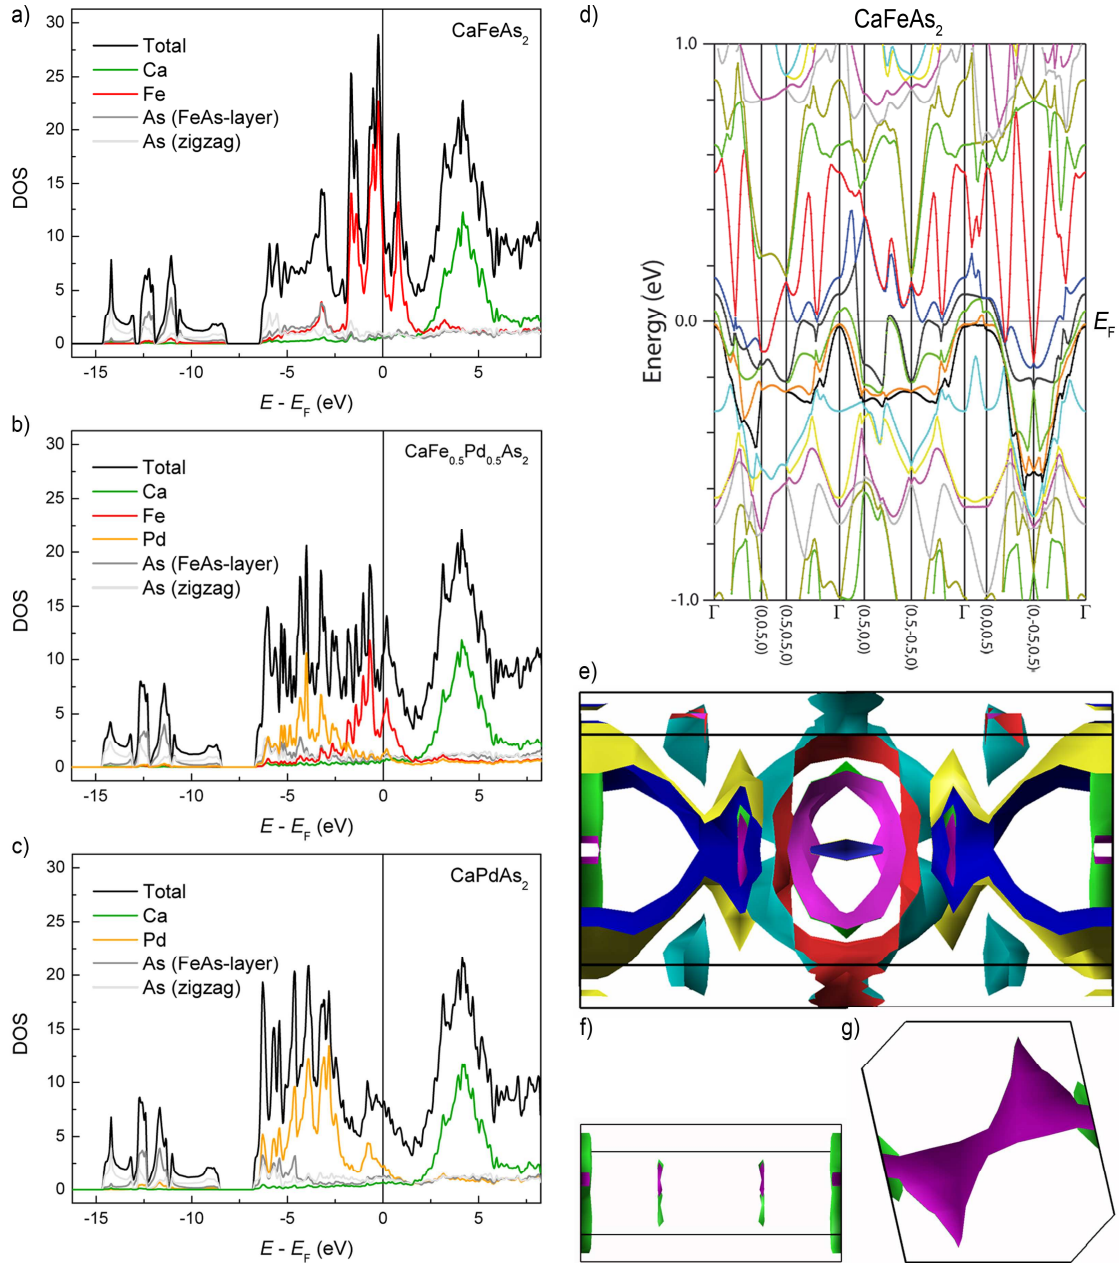 a)
CaFeAs2
Total
Ca
Fe
As (FeAs-layer)
As (zigzag)
DOS
30
25
20
15
10
5
0
-15 -10 -5 0 5
E - EF (eV)
b)
CaFe0.5Pd0.5As2
Total
Ca
Fe
Pd
As (FeAs-layer)
As (zigzag)
DOS
30
25
20
15
10
5
0
-15 -10 -5 0 5
E - EF (eV)
c)
CaPdAs2
Total
Ca
Pd
As (FeAs-layer)
As (zigzag)
DOS
30
25
20
15
10
5
0
-15 -10 -5 0 5
E - EF (eV)
d)
CaFeAs2
1.0
0.0
-1.0
Energy (eV)
EF
Γ
(0,0.5,0)
(0.5,0.5,0)
Γ
(0.5,0,0)
(0.5,-0.5,0)
Γ
(0,0,0.5)
(0,-0.5,0.5)
Γ
e)
f)
g)